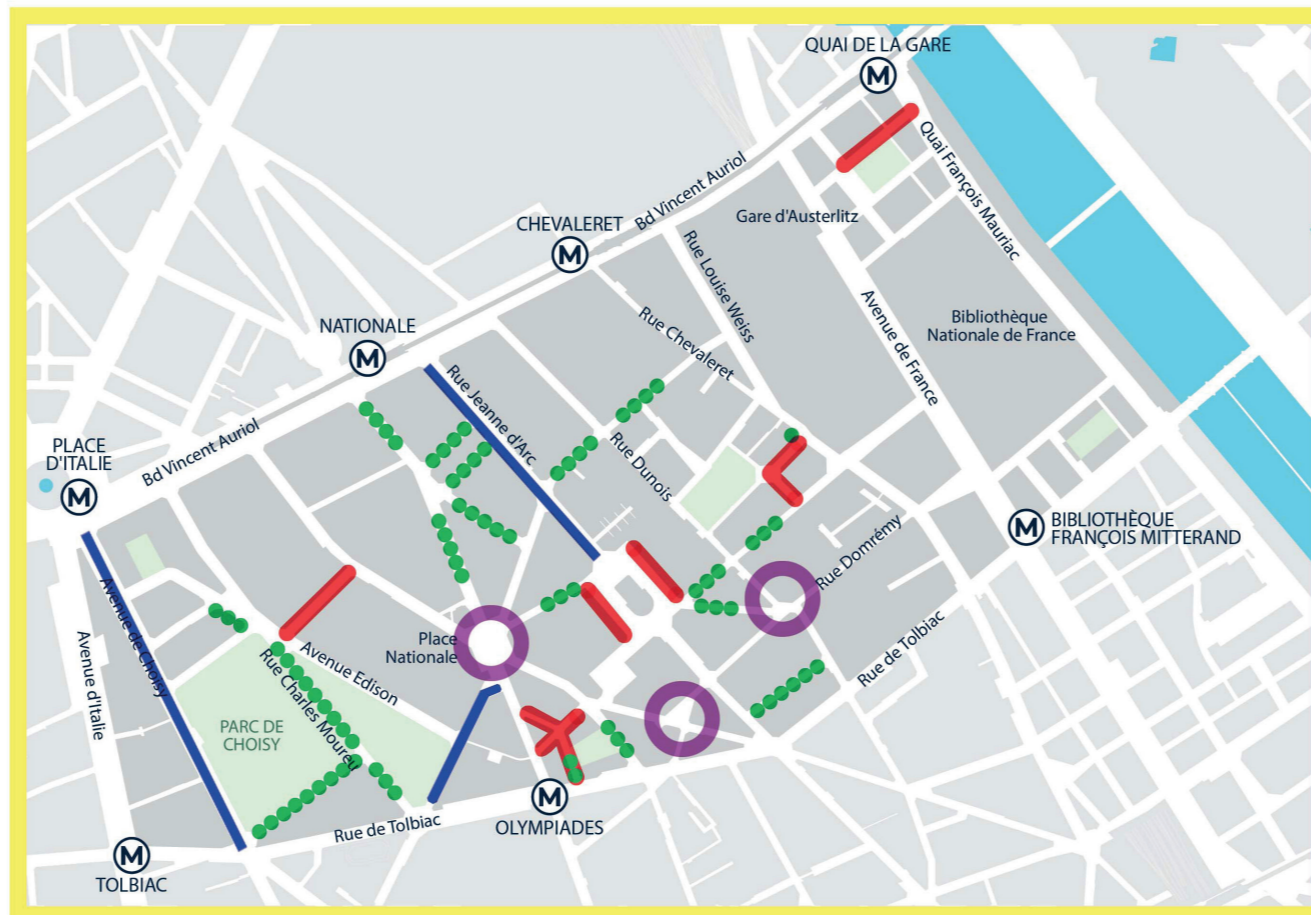 QUAI DE LA GARE
M
Quai François Mauriac
Bd Vincent Auriol
Gare d'Austerlitz
CHEVALERET
M
Rue Louise Weiss
Avenue de France
Bibliothèque
Nationale de France
Rue Chevaleret
NATIONALE
M
Rue Jeanne d'Arc
Rue Dunois
Bd Vincent Auriol
PLACE
D'ITALIE
M
M
BIBLIOTHÈQUE
FRANÇOIS MITTERAND
Rue Domrémy
Rue de Tolbiac
Avenue de Choisy
Avenue d'Italie
Place
Nationale
Avenue Edison
Rue Charles Moureu
PARC DE
CHOISY
M
OLYMPIADES
Rue de Tolbiac
M
TOLBIAC